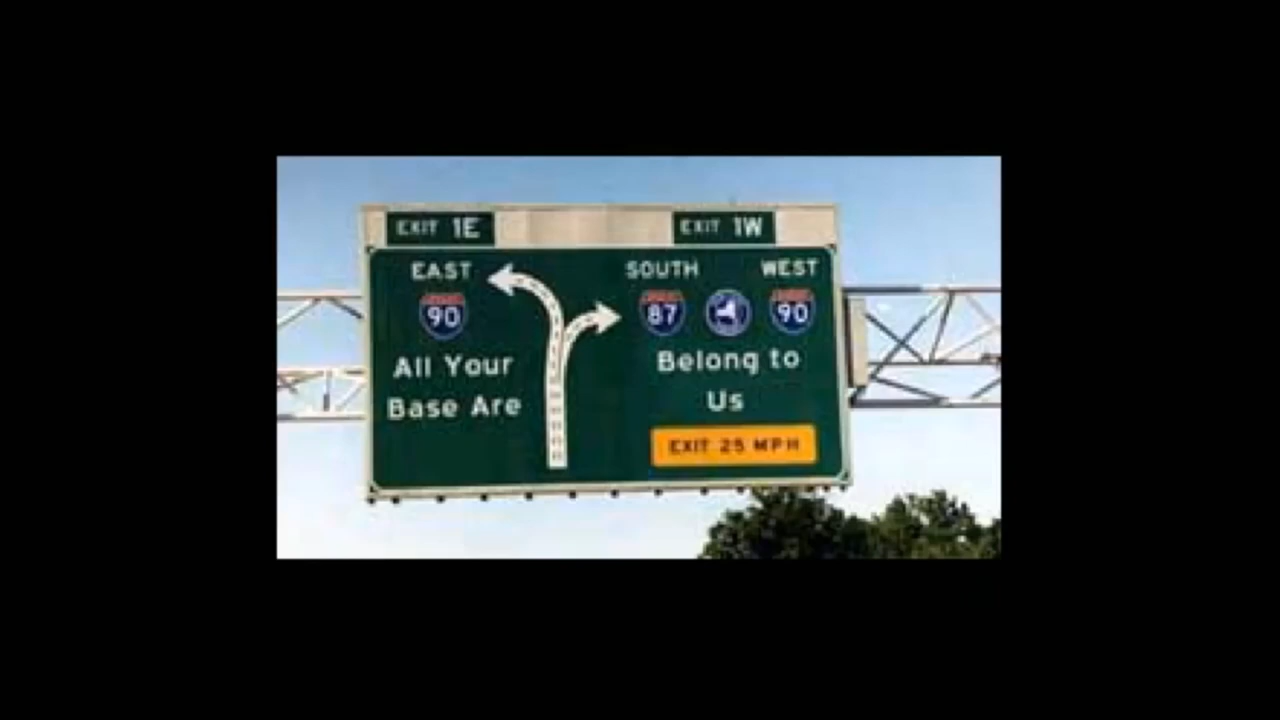 EXIT 1E
EXIT 1W
EAST
90
All Your
Base Are
SOUTH WEST
87 90
Belong to
Us
EXIT 25 MPH